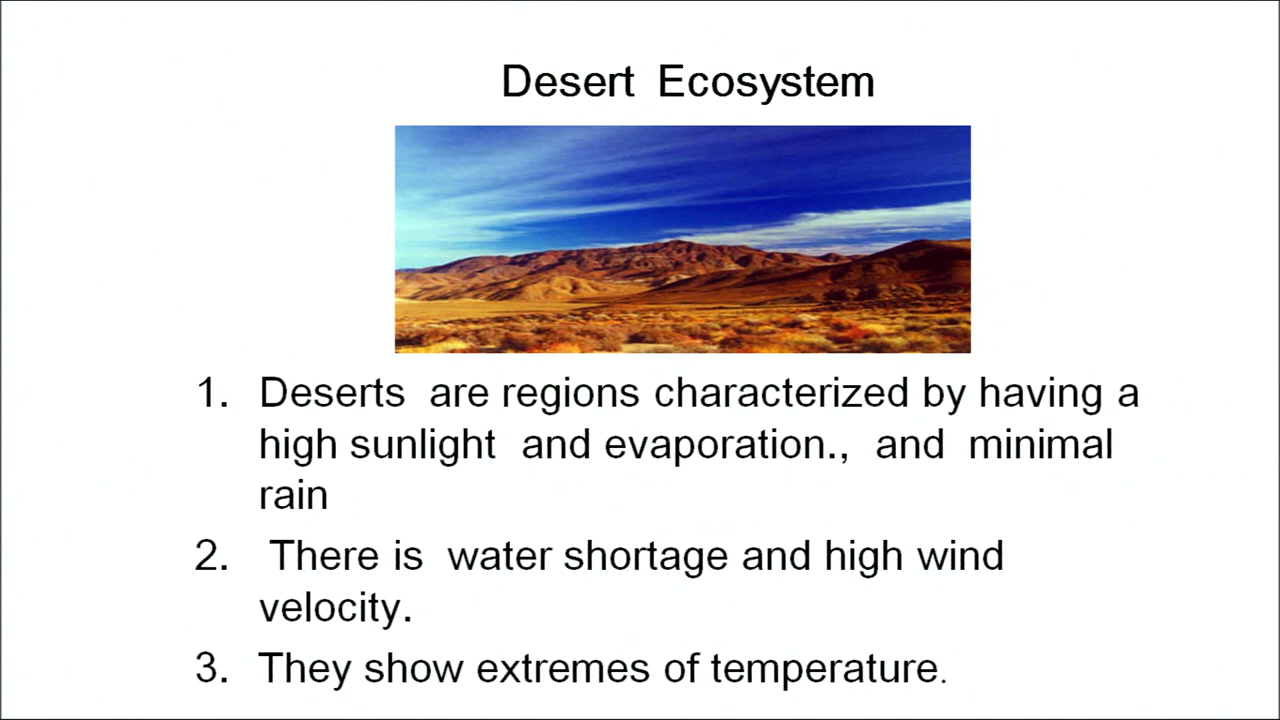 Desert Ecosystem
1. Deserts are regions characterized by having a
high sunlight and evaporation., and minimal
rain
2. There is water shortage and high wind
velocity.
3. They show extremes of temperature.